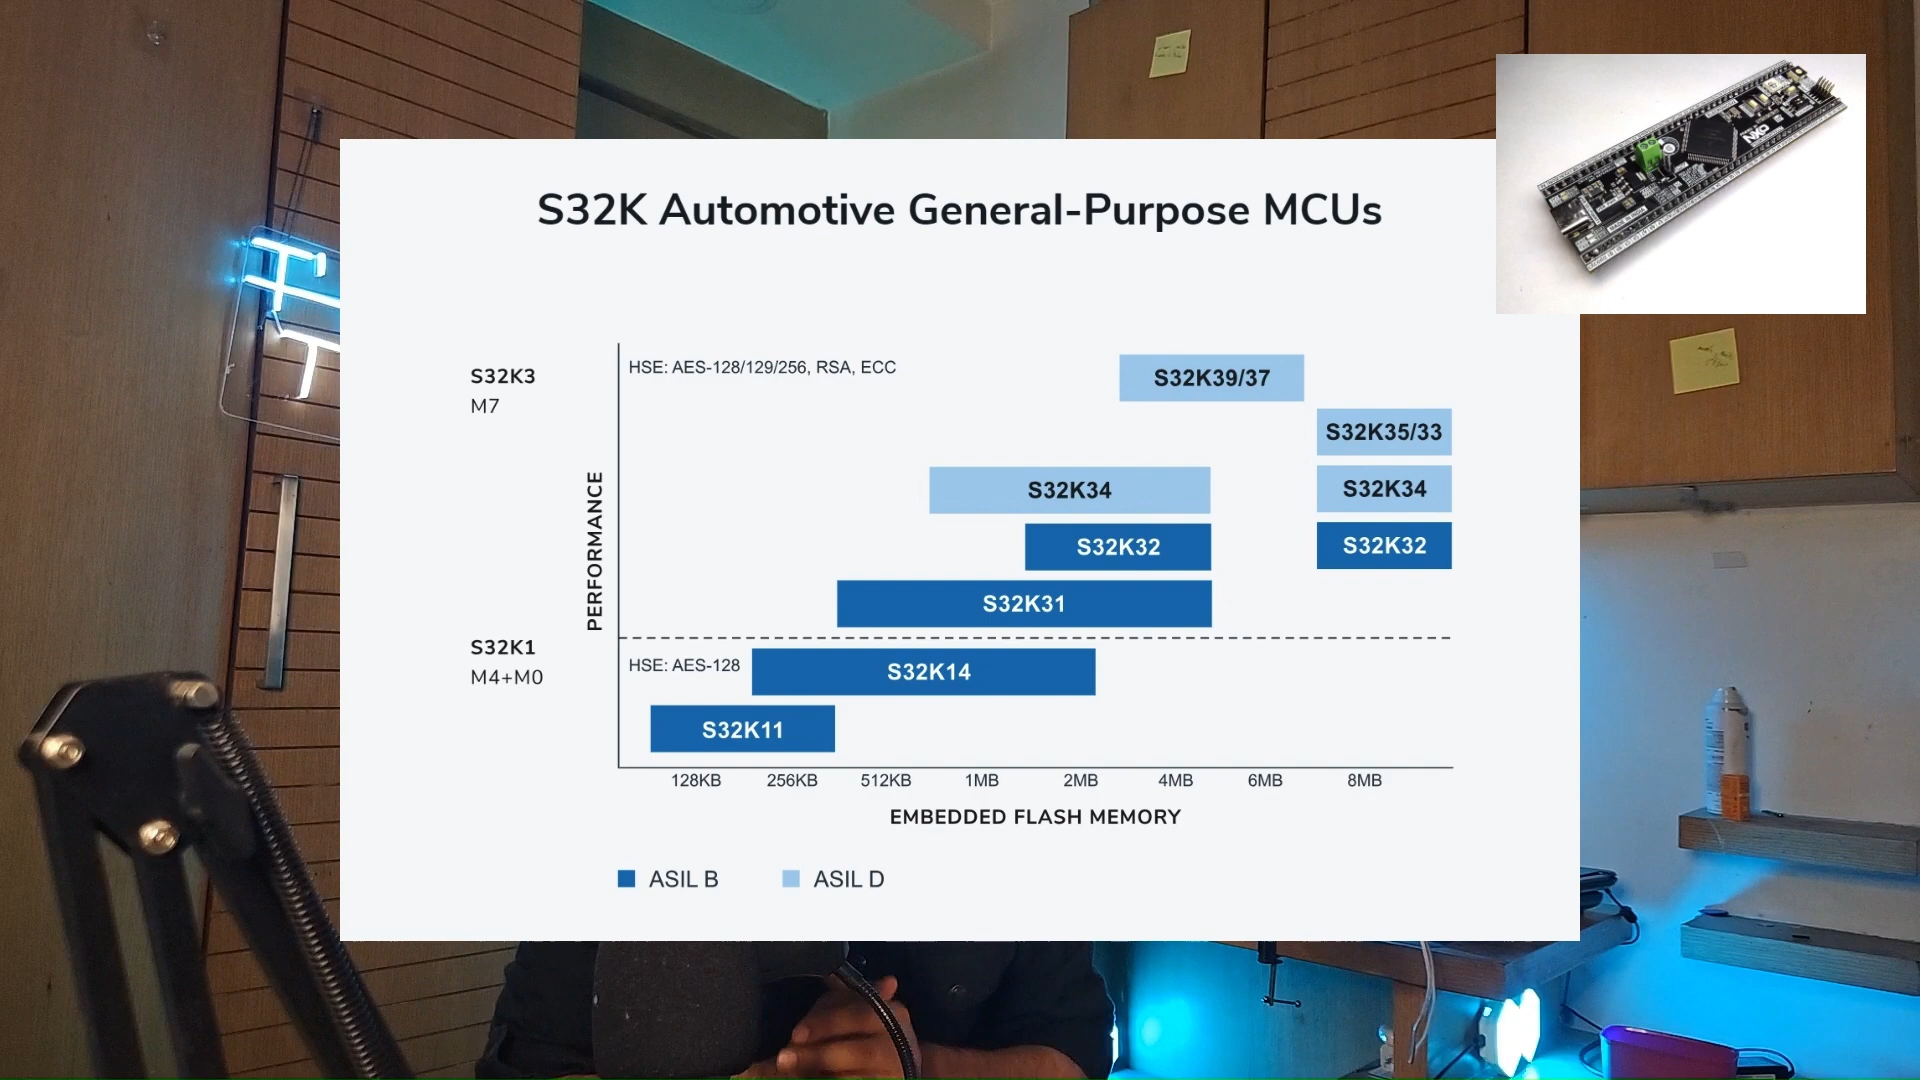 S32K Automotive General-Purpose MCUs
S32K3
M7
HSE: AES-128/129/256, RSA, ECC
S32K39/37
S32K35/33
S32K34
S32K34
S32K32
S32K32
S32K31
PERFORMANCE
S32K1
M4+M0
HSE: AES-128
S32K14
S32K11
128KB 256KB 512KB 1MB 2MB 4MB 6MB 8MB
EMBEDDED FLASH MEMORY
ASIL B ASIL D
NXP